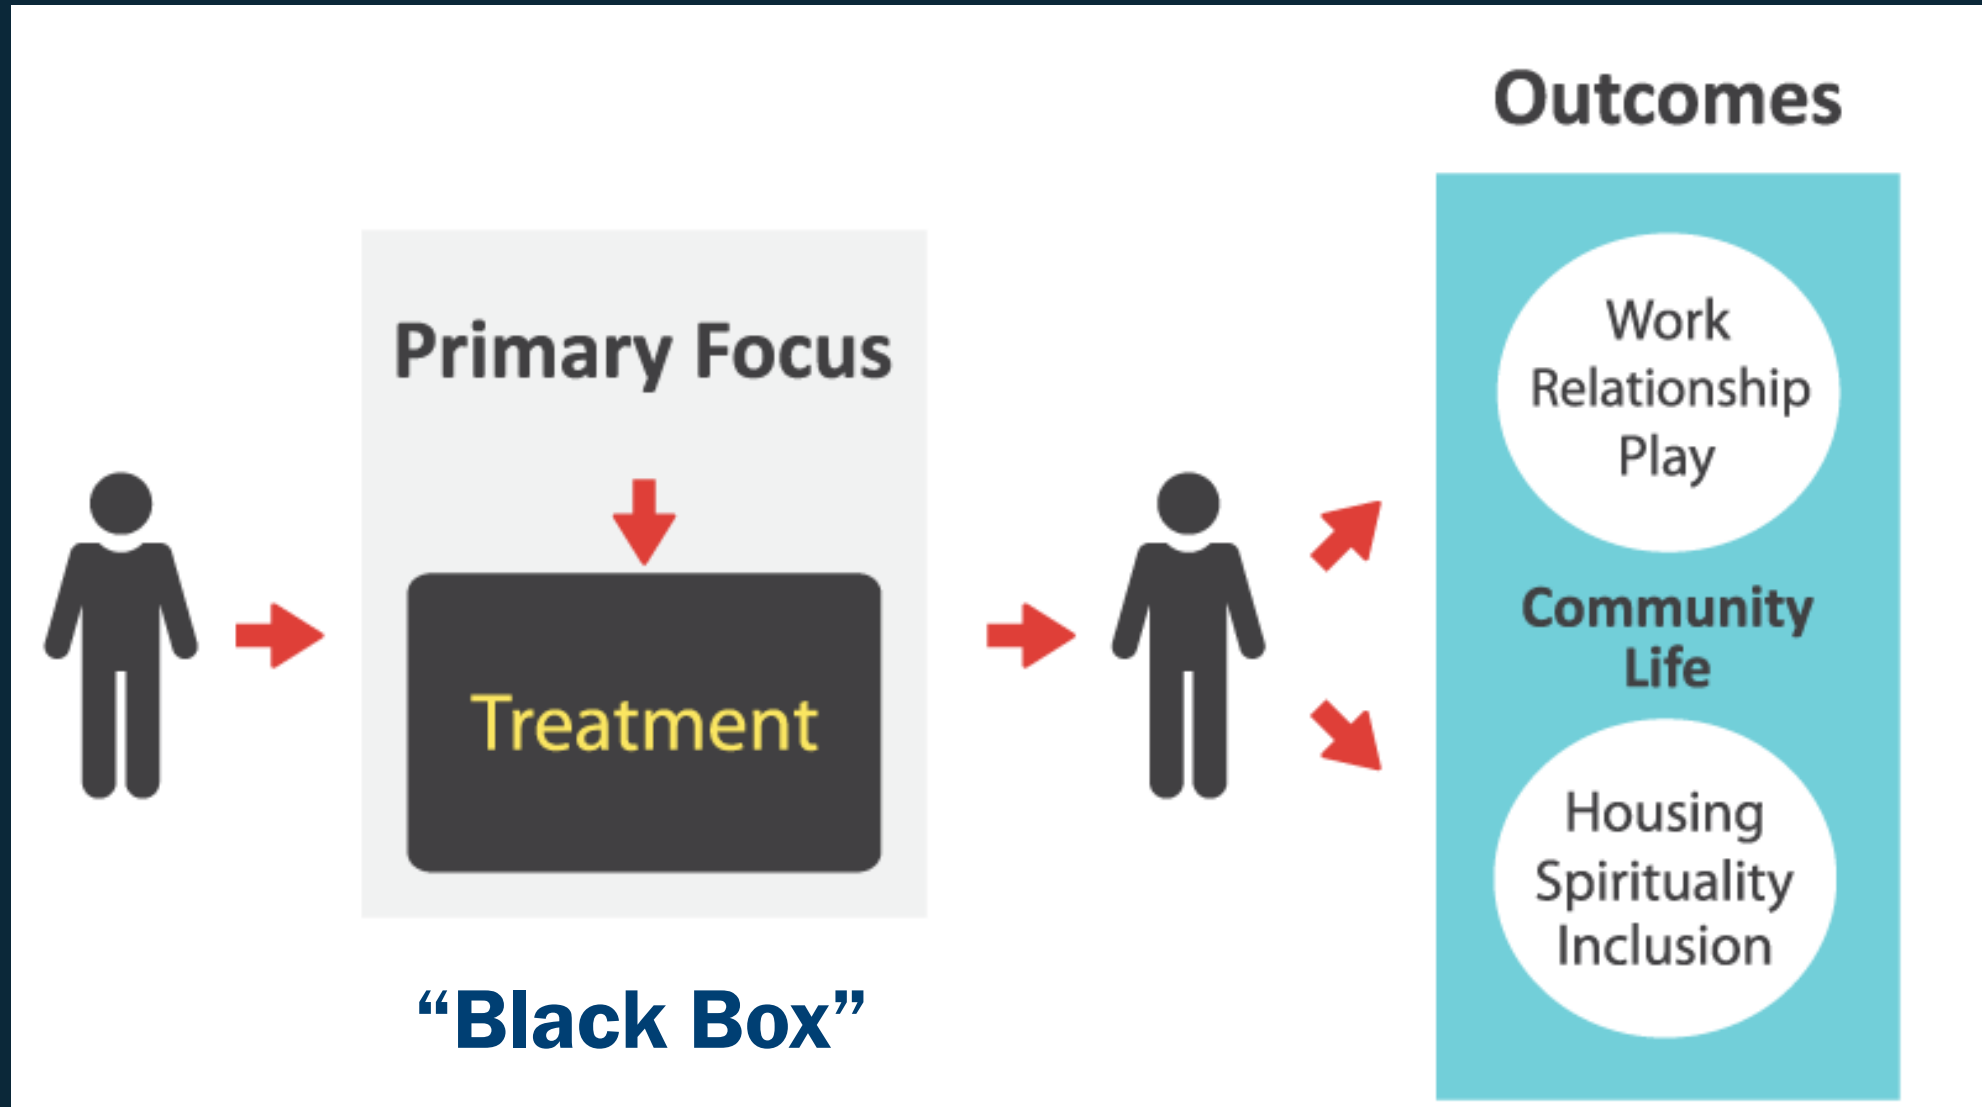 Outcomes
Primary Focus
Treatment
“Black Box”
Work
Relationship
Play
Community
Life
Housing
Spirituality
Inclusion